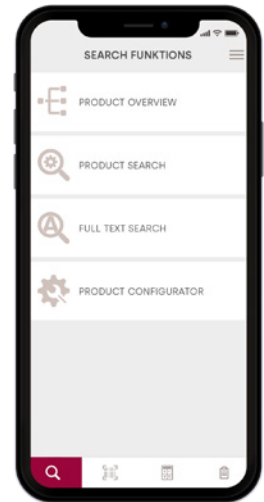 SEARCH FUNKTIONS
PRODUCT OVERVIEW
PRODUCT SEARCH
A
FULL TEXT SEARCH
PRODUCT CONFIGURATOR